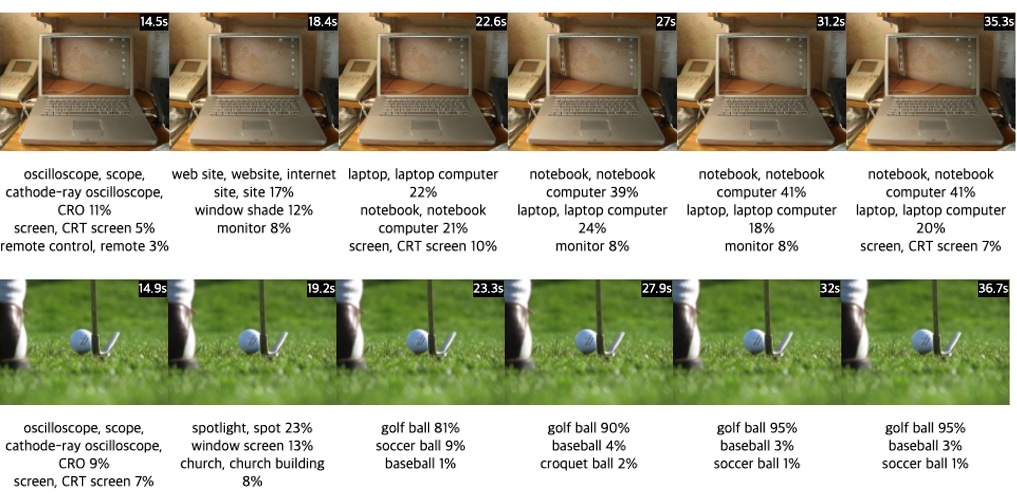 14.5s 18.4s 22.6s 27s 31.2s 35.3s
oscilloscope, scope,
cathode-ray oscilloscope,
CRO 11%
screen, CRT screen 5%
remote control, remote 3%
web site, website, internet
site, site 17%
window shade 12%
monitor 8%
laptop, laptop computer
22%
notebook, notebook
computer 21%
screen, CRT screen 10%
notebook, notebook
computer 39%
laptop, laptop computer
24%
monitor 8%
notebook, notebook
computer 41%
laptop, laptop computer
18%
monitor 8%
notebook, notebook
computer 41%
laptop, laptop computer
20%
screen, CRT screen 7%
14.9s 19.2s 23.3s 27.9s 32s 36.7s
oscilloscope, scope,
cathode-ray oscilloscope,
CRO 9%
screen, CRT screen 7%
spotlight, spot 23%
window screen 13%
church, church building
8%
golf ball 81%
soccer ball 9%
baseball 1%
golf ball 90%
baseball 4%
croquet ball 2%
golf ball 95%
baseball 3%
soccer ball 1%
golf ball 95%
baseball 3%
soccer ball 1%